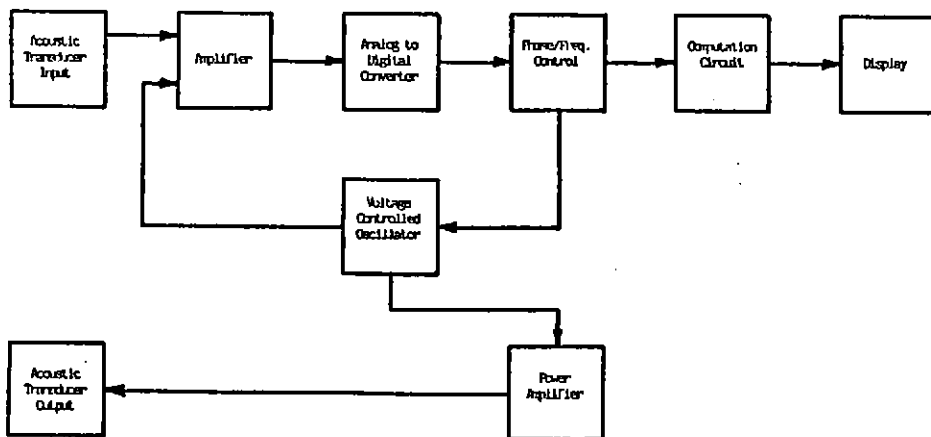 Acoustic
Transducer
Input
Amplifier
Analog to
Digital
Convertor
Phase/Freq.
Control
Computation
Circuit
Display
Voltage
Controlled
Oscillator
Acoustic
Transducer
Output
Power
Amplifier